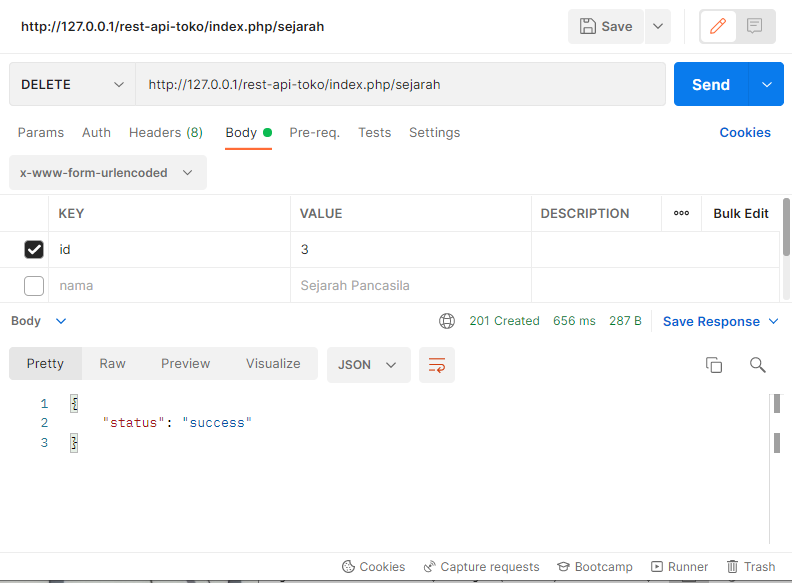 http://127.0.0.1/rest-api-toko/index.php/sejarah Save
DELETE http://127.0.0.1/rest-api-toko/index.php/sejarah Send
Params Auth Headers (8) Body Pre-req. Tests Settings Cookies
x-www-form-urlencoded
KEY VALUE DESCRIPTION ooo Bulk Edit
id 3
nama Sejarah Pancasila
Body 201 Created 656 ms 287 B Save Response
Pretty Raw Preview Visualize JSON
1 {
2 "status": "success"
3 }
Cookies Capture requests Bootcamp Runner Trash